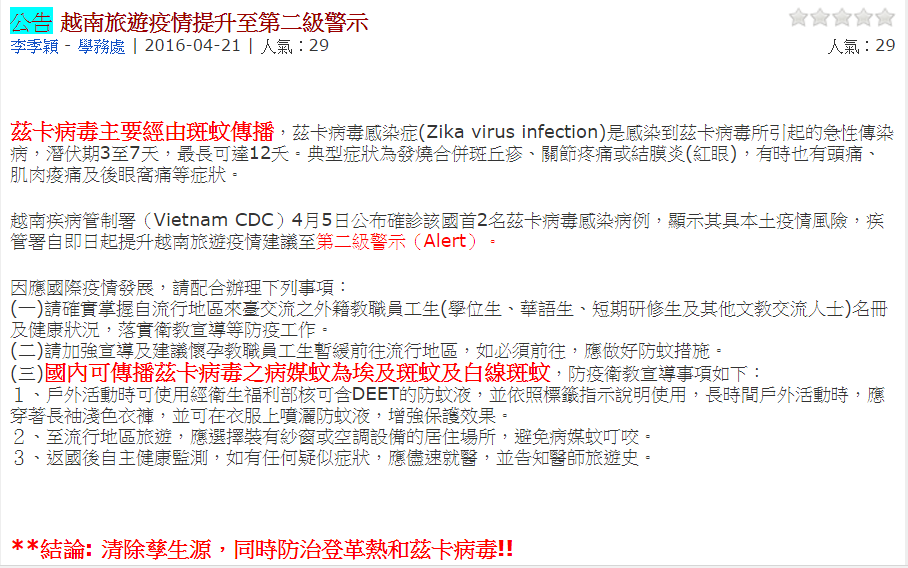 公告 越南旅遊疫情提升至第二級警示
李季穎 - 學務處 | 2016-04-21 | 人氣：29 人氣：29
茲卡病毒主要經由斑蚊傳播，茲卡病毒感染症(Zika virus infection)是感染到茲卡病毒所引起的急性傳染
病，潛伏期3至7天，最長可達12天。典型症狀為發燒合併斑丘疹、關節疼痛或結膜炎(紅眼)，有時也有頭痛、
肌肉痠痛及後眼窩痛等症狀。
越南疾病管制署（Vietnam CDC）4月5日公布確診該國首2名茲卡病毒感染病例，顯示其具本土疫情風險，疾
管署自即日起提升越南旅遊疫情建議至第二級警示（Alert）。
因應國際疫情發展，請配合辦理下列事項：
(一)請確實掌握自流行地區來臺交流之外籍教職員工生(學位生、華語生、短期研修生及其他文教交流人士)名冊
及健康狀況，落實衛教宣導等防疫工作。
(二)請加強宣導及建議懷孕教職員工生暫緩前往流行地區，如必須前往，應做好防蚊措施。
(三)國內可傳播茲卡病毒之病媒蚊為埃及斑蚊及白線斑蚊，防疫衛教宣導事項如下：
１、戶外活動時可使用經衛生福利部核可含DEET的防蚊液，並依照標籤指示說明使用，長時間戶外活動時，應
穿著長袖淺色衣褲，並可在衣服上噴灑防蚊液，增強保護效果。
２、至流行地區旅遊，應選擇裝有紗窗或空調設備的居住場所，避免病媒蚊叮咬。
３、返國後自主健康監測，如有任何疑似症狀，應儘速就醫，並告知醫師旅遊史。
**結論: 清除孳生源，同時防治登革熱和茲卡病毒!!